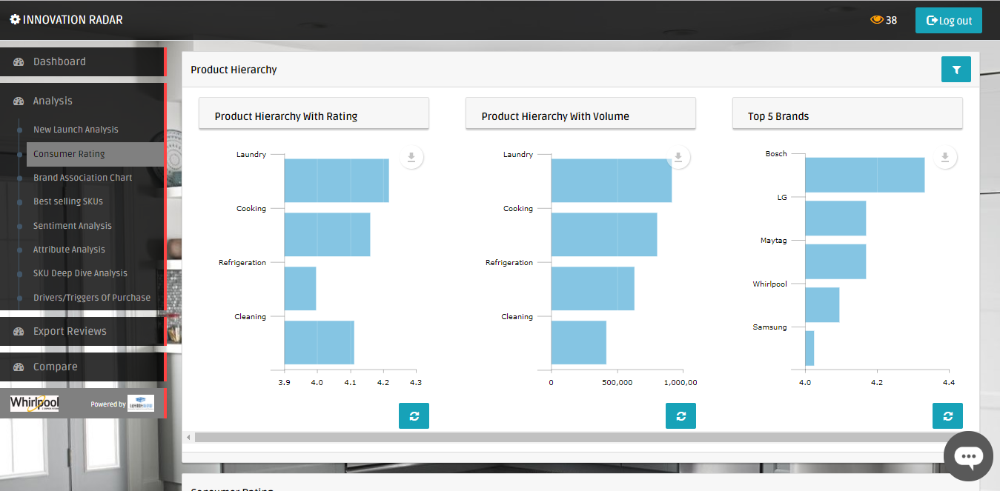 INNOVATION RADAR
38
Log out
Dashboard
Analysis
New Launch Analysis
Consumer Rating
Brand Association Chart
Best selling SKUs
Sentiment Analysis
Attribute Analysis
SKU Deep Dive Analysis
Drivers/Triggers Of Purchase
Export Reviews
Compare
Whirlpool
Powered by
Product Hierarchy
Product Hierarchy With Rating
Laundry
Cooking
Refrigeration
Cleaning
3.9 4.0 4.1 4.2 4.3
Product Hierarchy With Volume
Laundry
Cooking
Refrigeration
Cleaning
0 500,000 1,000,00
Top 5 Brands
Bosch
LG
Maytag
Whirlpool
Samsung
4.0 4.2 4.4
Consumer Rating